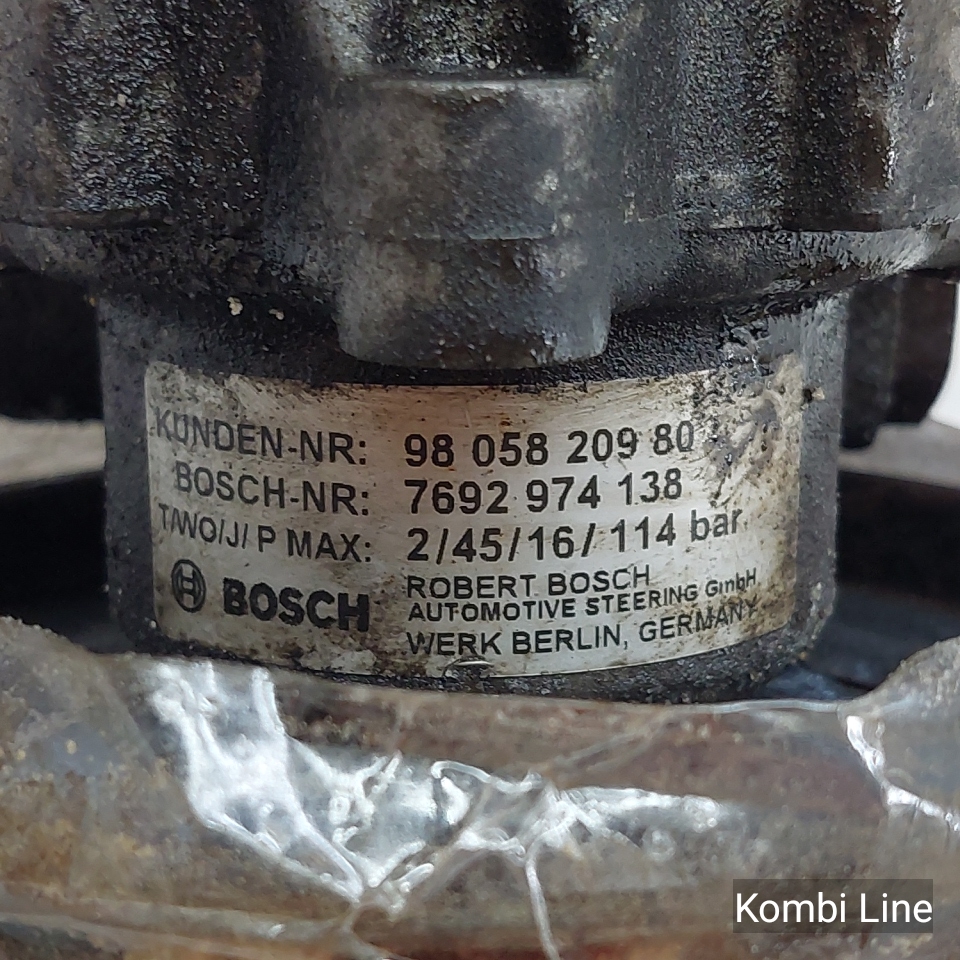 KUNDEN-NR: 98 058 209 80
BOSCH-NR: 7692 974 138
T/WO/J/ P MAX: 2/45/16/ 114 bar
BOSCH
ROBERT BOSCH
AUTOMOTIVE STEERING GmbH
WERK BERLIN, GERMANY
Kombi Line